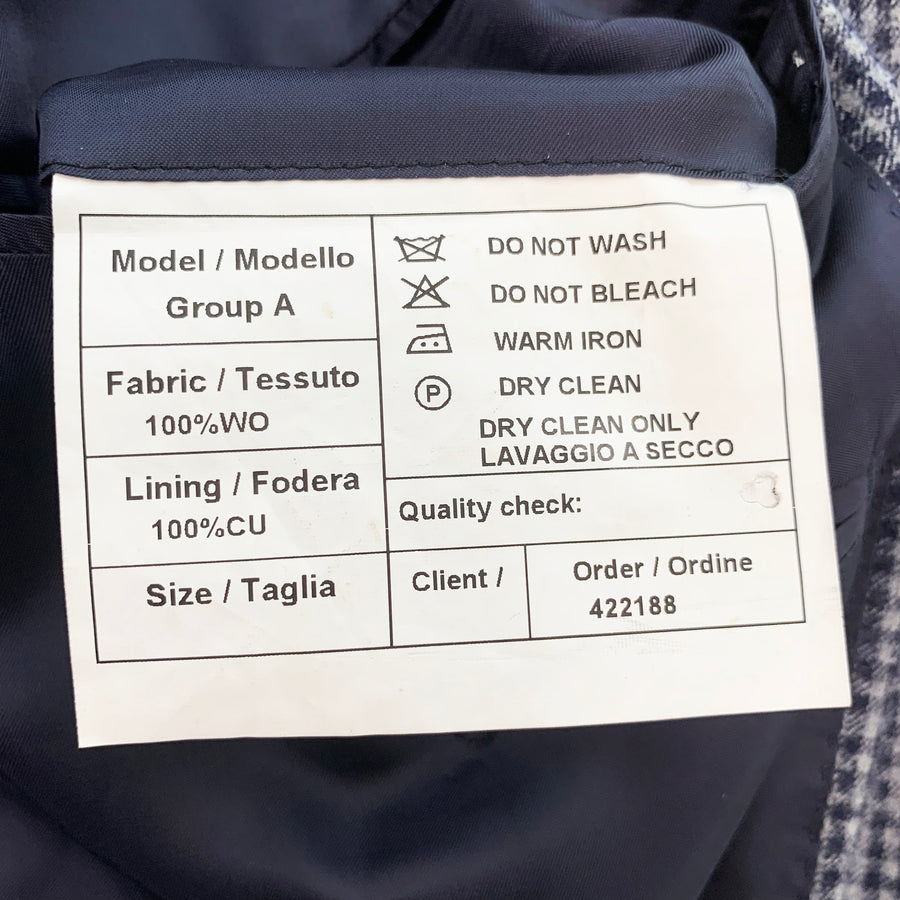 Model / Modello
Group A
Fabric / Tessuto
100%WO
Lining / Fodera
100%CU
Size / Taglia
DO NOT WASH
DO NOT BLEACH
WARM IRON
P
DRY CLEAN
DRY CLEAN ONLY
LAVAGGIO A SECCO
Quality check:
Client /
Order / Ordine
422188